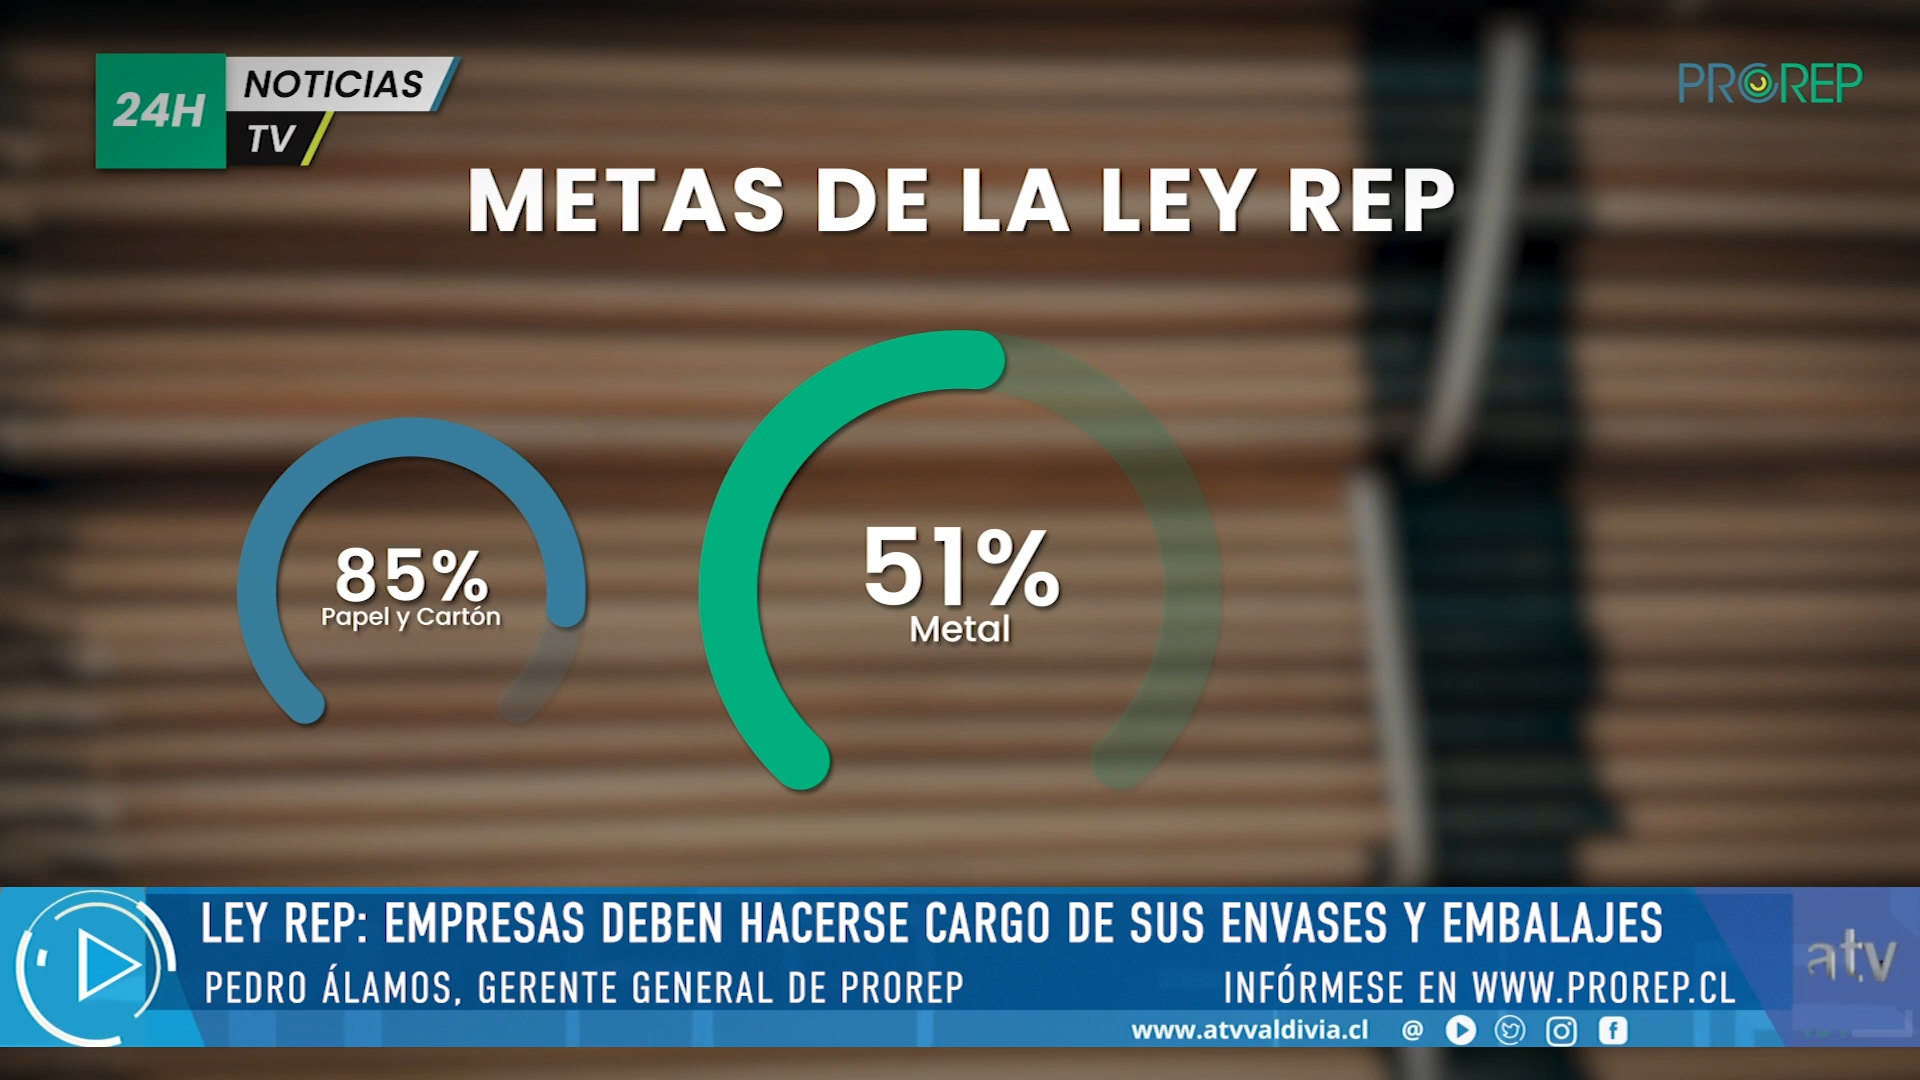 24H NOTICIAS
TV
PROREP
METAS DE LA LEY REP
85%
Papel y Cartón
51%
Metal
LEY REP: EMPRESAS DEBEN HACERSE CARGO DE SUS ENVASES Y EMBALAJES
PEDRO ÁLAMOS, GERENTE GENERAL DE PROREP
INFÓRMESE EN WWW.PROREP.CL
atv
www.atvvaldivia.cl @